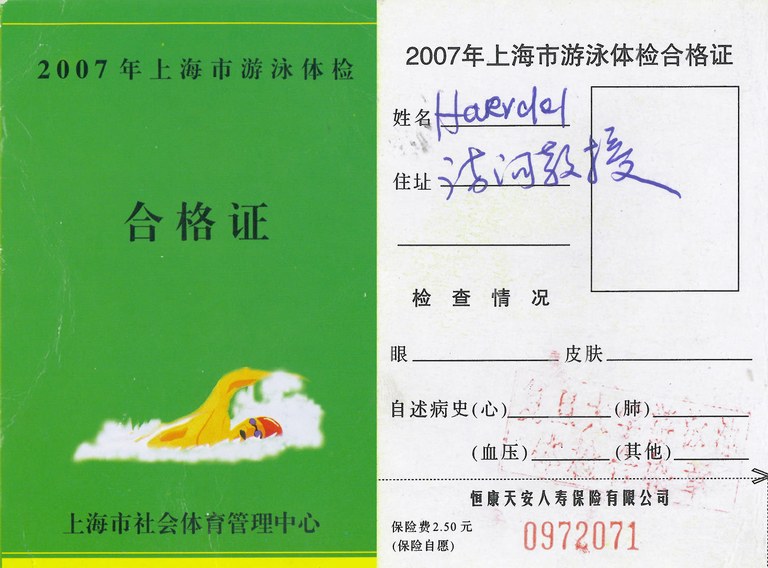 2007年上海市游泳体检
合格证
上海市社会体育管理中心
2007年上海市游泳体检合格证
姓名 Haerdel
住址 访问教授
检查情况
眼 皮肤
自述病史(心) (肺)
(血压) (其他)
恒康天安人寿保险有限公司
保险费2.50元
(保险自愿)
0972071